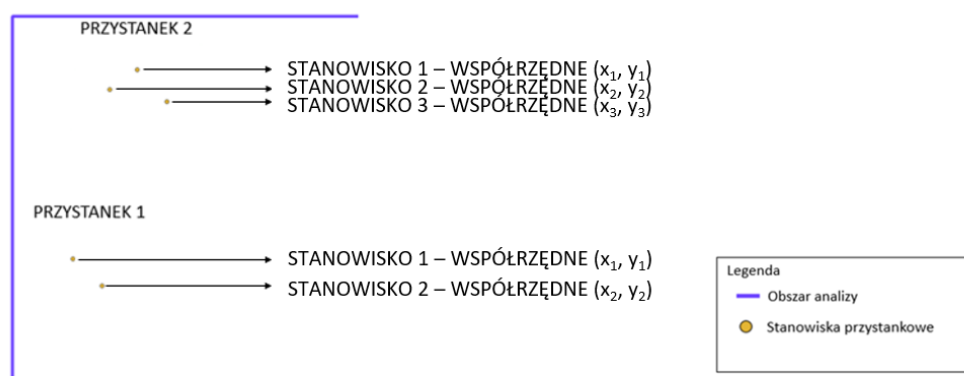 PRZYSTANEK 2
STANOWISKO 1 – WSPÓŁRZĘDNE (x₁, y₁)
STANOWISKO 2 – WSPÓŁRZĘDNE (x₂, y₂)
STANOWISKO 3 – WSPÓŁRZĘDNE (x₃, y₃)
PRZYSTANEK 1
STANOWISKO 1 – WSPÓŁRZĘDNE (x₁, y₁)
STANOWISKO 2 – WSPÓŁRZĘDNE (x₂, y₂)
Legenda
Obszar analizy
Stanowiska przystankowe